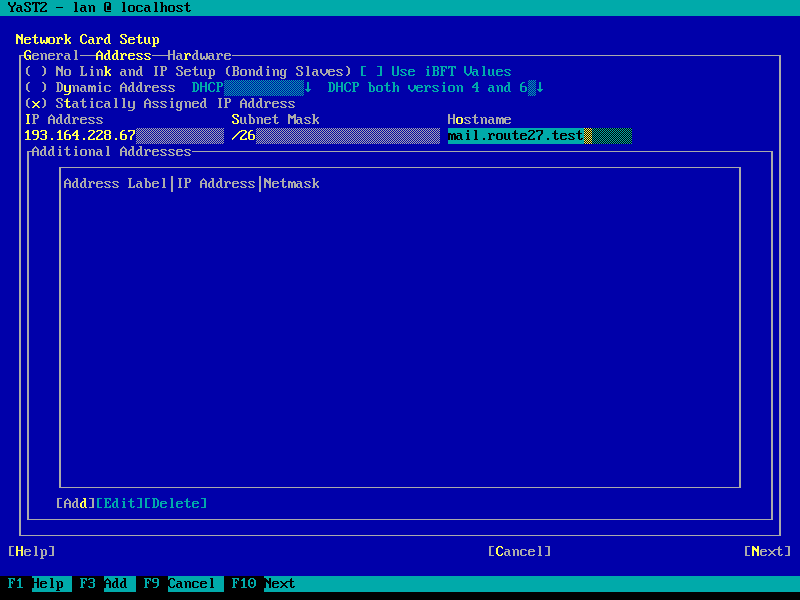 YaST2 - lan @ localhost
Network Card Setup
General Address Hardware
( ) No Link and IP Setup (Bonding Slaves) [ ] Use iBFT Values
( ) Dynamic Address DHCP↓ DHCP both version 4 and 6↓
(x) Statically Assigned IP Address
IP Address Subnet Mask Hostname
193.164.228.67 /26 mail.route27.test
Additional Addresses
Address Label|IP Address|Netmask
[Add][Edit][Delete]
[Help] [Cancel] [Next]
F1 Help F3 Add F9 Cancel F10 Next